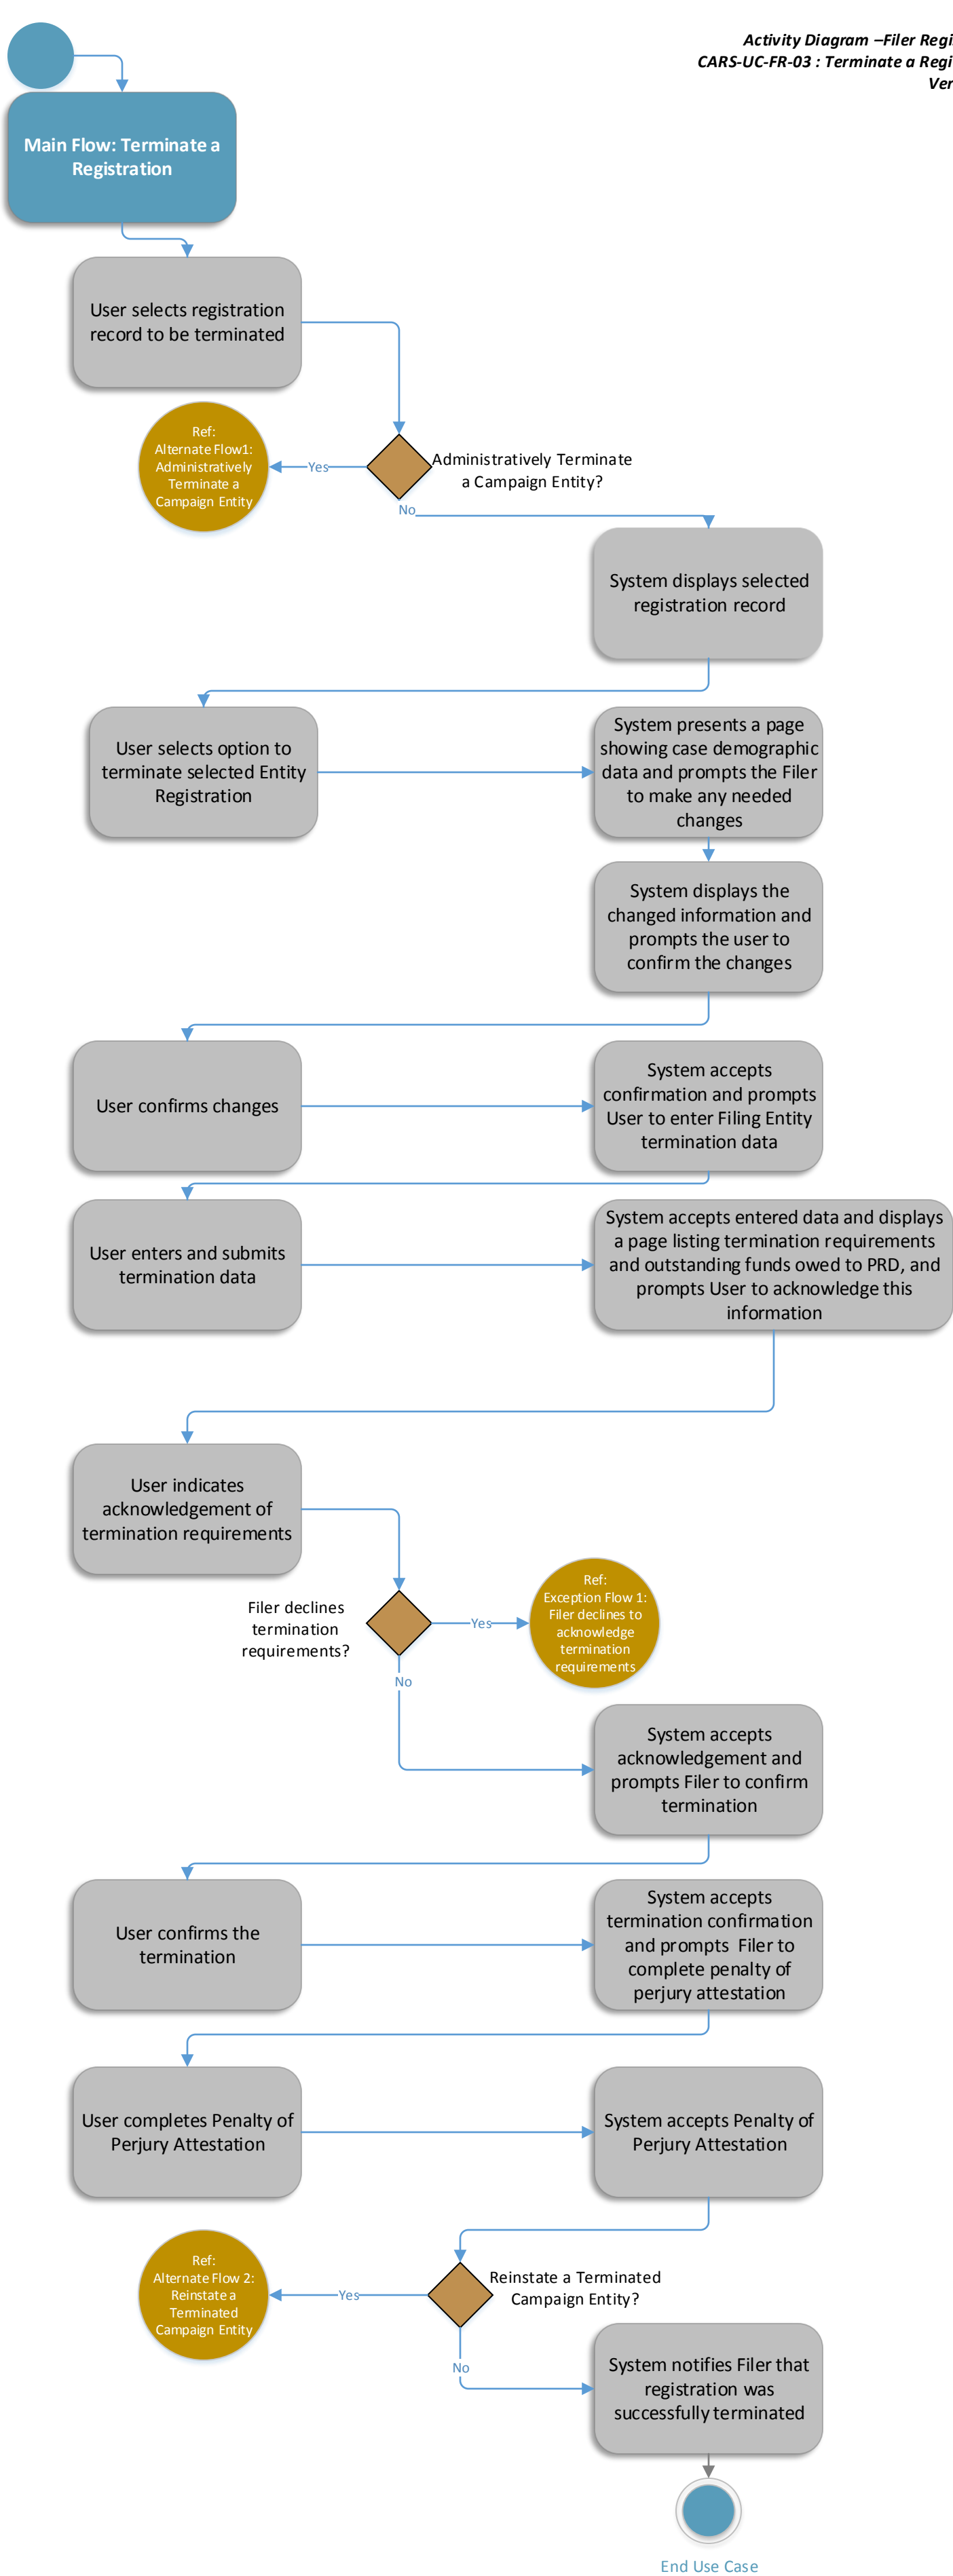 Activity Diagram –Filer Regi
CARS-UC-FR-03 : Terminate a Regi
Ver
Main Flow: Terminate a
Registration
User selects registration
record to be terminated
Ref:
Alternate Flow1:
Administratively
Terminate a
Campaign Entity
Yes
Administratively Terminate
a Campaign Entity?
No
System displays selected
registration record
User selects option to
terminate selected Entity
Registration
System presents a page
showing case demographic
data and prompts the Filer
to make any needed
changes
System displays the
changed information and
prompts the user to
confirm the changes
User confirms changes
System accepts
confirmation and prompts
User to enter Filing Entity
termination data
User enters and submits
termination data
System accepts entered data and displays
a page listing termination requirements
and outstanding funds owed to PRD, and
prompts User to acknowledge this
information
User indicates
acknowledgement of
termination requirements
Filer declines
termination
requirements?
Yes
Ref:
Exception Flow 1:
Filer declines to
acknowledge
termination
requirements
No
System accepts
acknowledgement and
prompts Filer to confirm
termination
User confirms the
termination
System accepts
termination confirmation
and prompts Filer to
complete penalty of
perjury attestation
User completes Penalty of
Perjury Attestation
System accepts Penalty of
Perjury Attestation
Ref:
Alternate Flow 2:
Reinstate a
Terminated
Campaign Entity
Yes
Reinstate a Terminated
Campaign Entity?
No
System notifies Filer that
registration was
successfully terminated
End Use Case